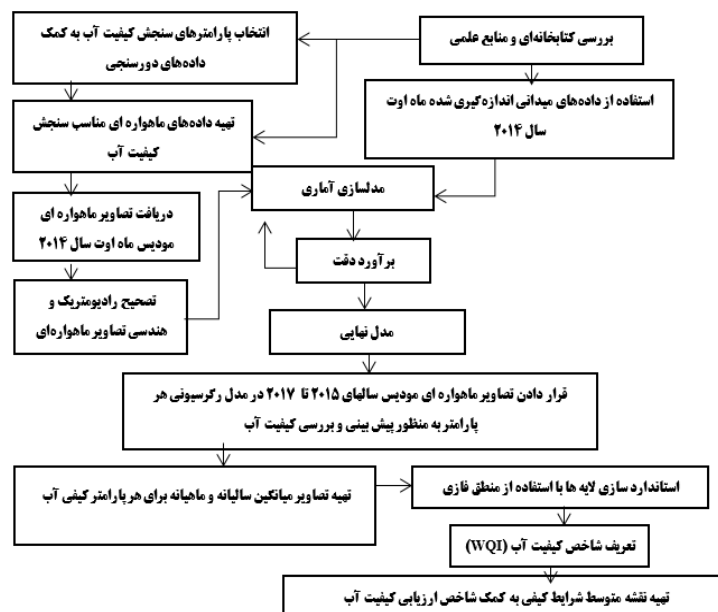 بررسی کتابخانه‌ای و منابع علمی
انتخاب پارامترهای سنجش کیفیت آب به کمک
داده‌های دورسنجی
استفاده از داده‌های میدانی اندازه‌گیری شده ماه اوت
سال ۲۰۱۴
تهیه داده‌های ماهواره ای مناسب سنجش
کیفیت آب
مدلسازی آماری
دریافت تصاویر ماهواره ای
مودیس ماه اوت سال ۲۰۱۴
برآورد دقت
تصحیح رادیومتریک و
هندسی تصاویر ماهواره‌ای
مدل نهایی
قرار دادن تصاویر ماهواره ای مودیس سالهای ۲۰۱۵ تا ۲۰۱۷ در مدل رگرسیونی هر
پارامتر به منظور پیش بینی و بررسی کیفیت آب
تهیه تصاویر میانگین سالیانه و ماهیانه برای هر پارامتر کیفی آب
استاندارد سازی لایه ها با استفاده از منطق فازی
تعریف شاخص کیفیت آب (WQI)
تهیه نقشه متوسط شرایط کیفی به کمک شاخص ارزیابی کیفیت آب